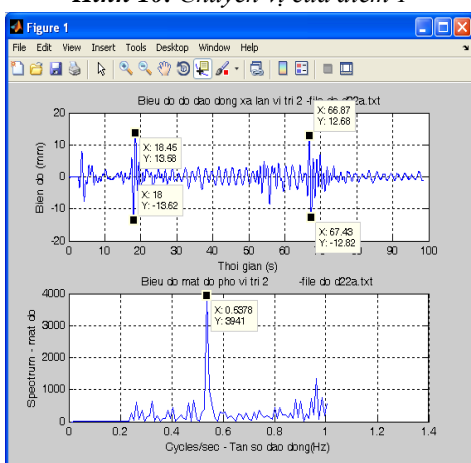 Hình 10: Chuyển vị của điểm 1
Figure 1
File Edit View Insert Tools Desktop Window Help
Bieu do do dao dong xa lan vi tri 2 -file do d22a.txt
Bien do (mm)
20
10
0
-10
-20
X: 18.45
Y: 13.58
X: 18
Y: -13.62
X: 66.87
Y: 12.68
X: 67.43
Y: -12.82
0 10 20 30 40 50 60 70 80 90 100
Thoi gian (s)
Bieu do mat do pho vi tri 2 -file do d22a.txt
Spectrum - mat do
4000
3000
2000
1000
0
X: 0.5378
Y: 3941
0 0.2 0.4 0.6 0.8 1 1.2 1.4
Cycles/sec - Tan so dao dong(Hz)